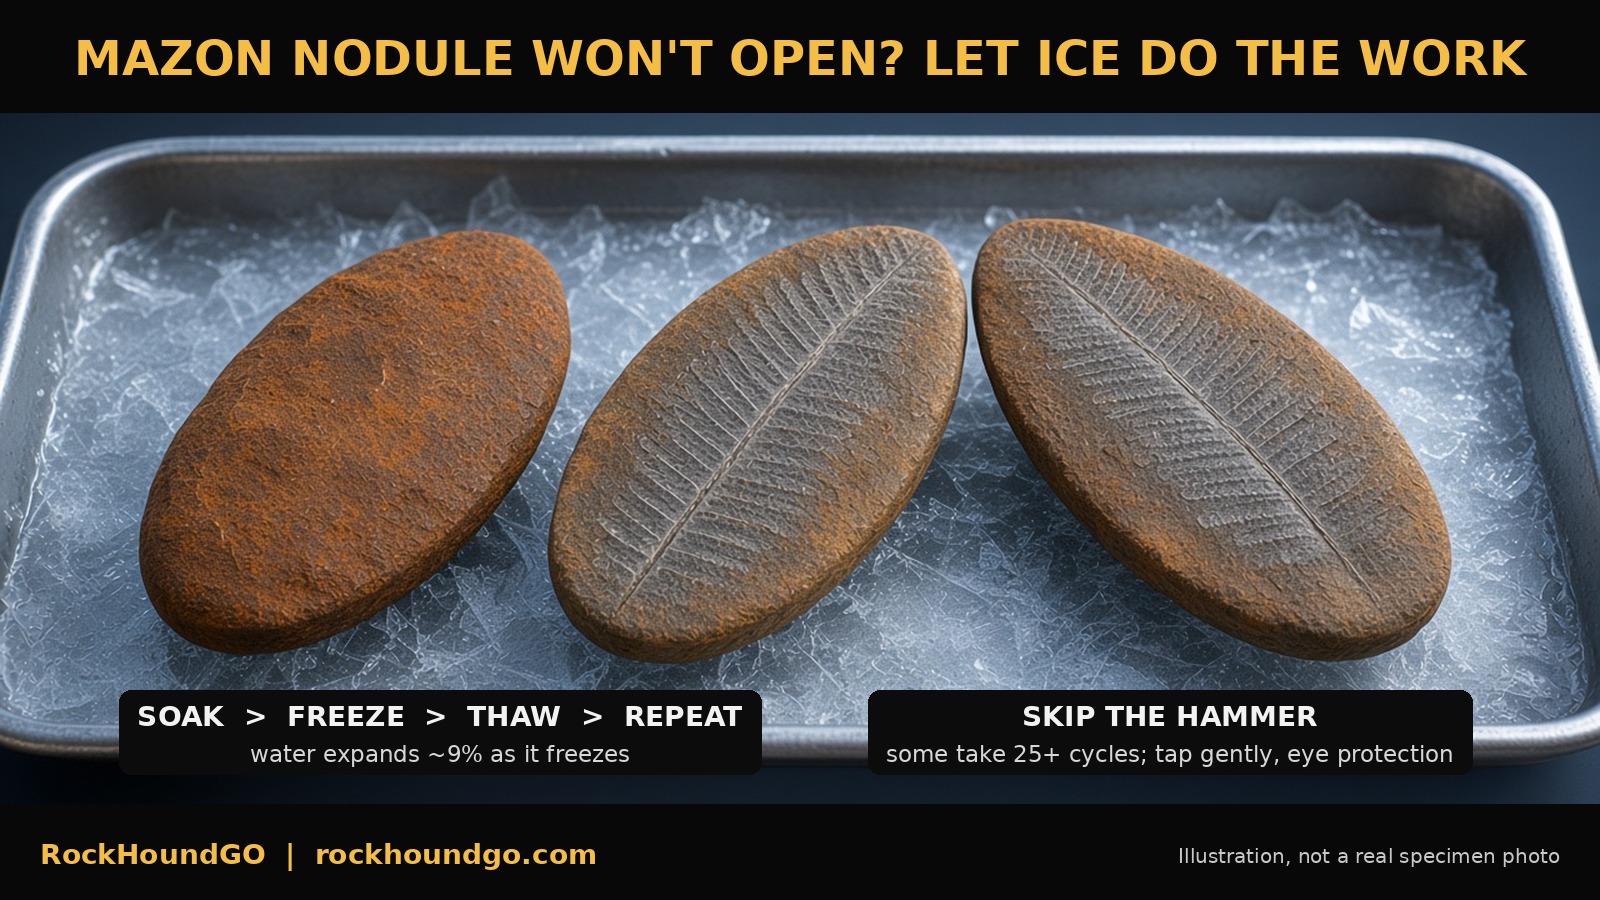 MAZON NODULE WON'T OPEN? LET ICE DO THE WORK
SOAK > FREEZE > THAW > REPEAT
water expands ~9% as it freezes
SKIP THE HAMMER
some take 25+ cycles; tap gently, eye protection
RockHoundGO | rockhoundgo.com
Illustration, not a real specimen photo